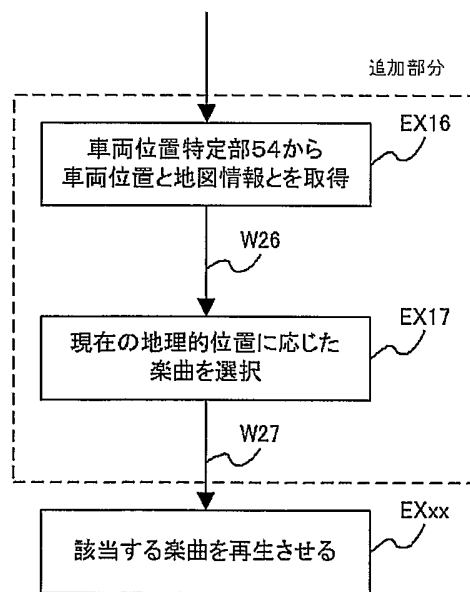 追加部分
EX16
車両位置特定部54から
車両位置と地図情報とを取得
W26
EX17
現在の地理的位置に応じた
楽曲を選択
W27
EXxx
該当する楽曲を再生させる